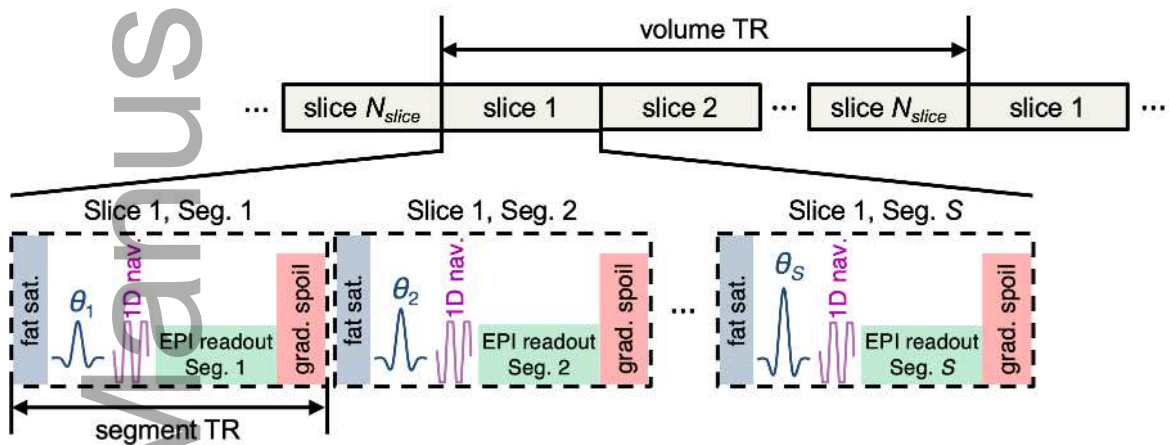 volume TR
... slice N_slice slice 1 slice 2 ... slice N_slice slice 1 ...
Slice 1, Seg. 1 Slice 1, Seg. 2 Slice 1, Seg. S
fat sat. θ1 1D nav. EPI readout Seg. 1 grad. spoil
fat sat. θ2 1D nav. EPI readout Seg. 2 grad. spoil
...
fat sat. θS 1D nav. EPI readout Seg. S grad. spoil
segment TR
Manus